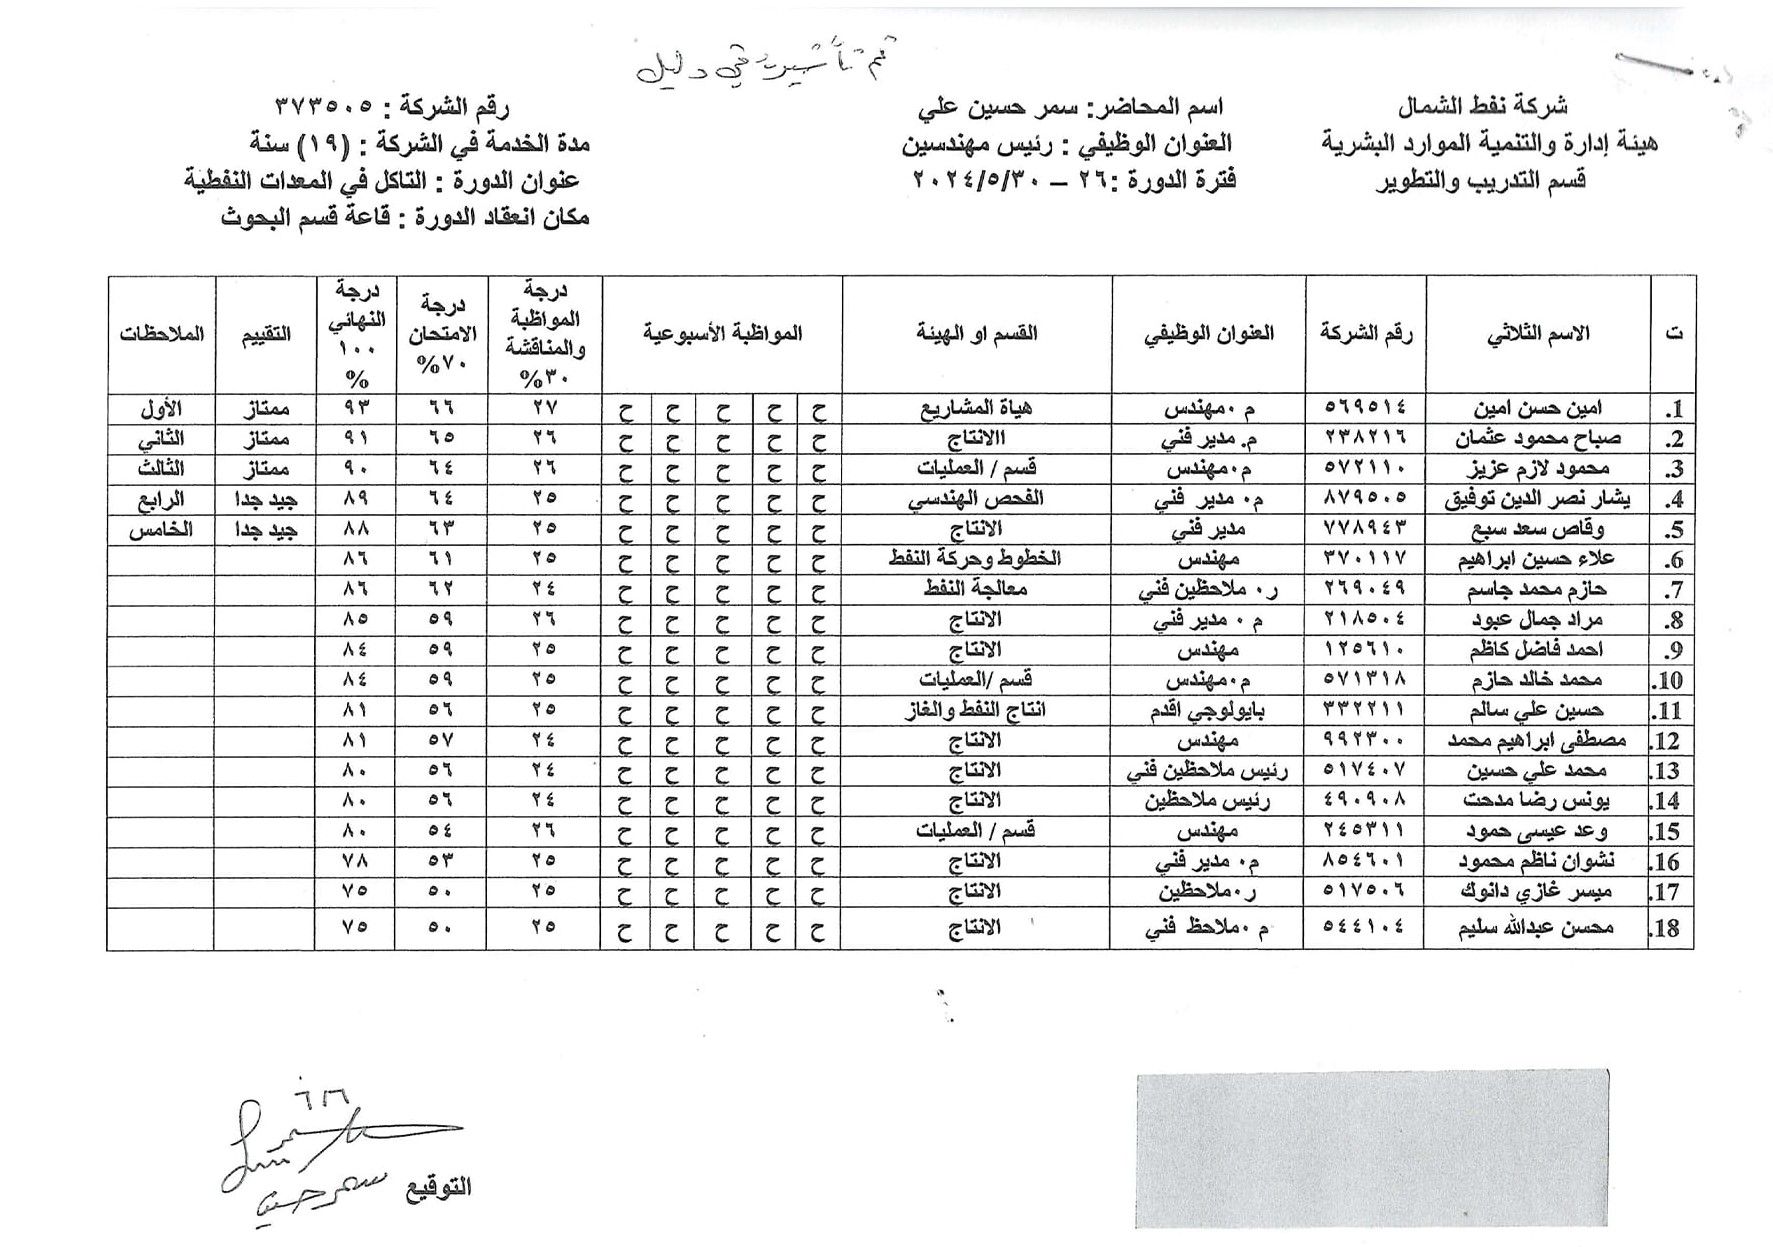 تم تأشيره في دليل
شركة نفط الشمال
هيئة إدارة والتنمية الموارد البشرية
قسم التدريب والتطوير
اسم المحاضر: سمر حسين علي
العنوان الوظيفي : رئيس مهندسين
فترة الدورة :٢٦ – ٢٠٢٤/٥/٣٠
رقم الشركة : ٣٧٣٥٠٥
مدة الخدمة في الشركة : (١٩) سنة
عنوان الدورة : التاكل في المعدات النفطية
مكان انعقاد الدورة : قاعة قسم البحوث
ت الاسم الثلاثي رقم الشركة العنوان الوظيفي القسم او الهيئة المواظبة الأسبوعية درجة المواظبة والمناقشة ٣٠% درجة الامتحان ٧٠% درجة النهائي ١٠٠ % التقييم الملاحظات
1. امين حسن امين ٥٦٩٥١٤ م ٠مهندس هياة المشاريع ح ح ح ح ح ٢٧ ٦٦ ٩٣ ممتاز الأول
2. صباح محمود عثمان ٢٣٨٢١٦ م. مدير فني اانتاج ح ح ح ح ح ٢٦ ٦٥ ٩١ ممتاز الثاني
3. محمود لازم عزيز ٥٧٢١١٠ م٠مهندس قسم / العمليات ح ح ح ح ح ٢٦ ٦٤ ٩٠ ممتاز الثالث
4. يشار نصر الدين توفيق ٨٧٩٥٠٥ م٠ مدير فني الفحص الهندسي ح ح ح ح ح ٢٥ ٦٤ ٨٩ جيد جدا الرابع
5. وقاص سعد سبع ٧٧٨٩٤٣ مدير فني الانتاج ح ح ح ح ح ٢٥ ٦٣ ٨٨ جيد جدا الخامس
6. علاء حسين ابراهيم ٣٧٠١١٧ مهندس الخطوط وحركة النفط ح ح ح ح ح ٢٥ ٦١ ٨٦
7. حازم محمد جاسم ٢٦٩٠٤٩ ر٠ ملاحظين فني معالجة النفط ح ح ح ح ح ٢٤ ٦٢ ٨٦
8. مراد جمال عبود ٢١٨٥٠٤ م ٠ مدير فني الانتاج ح ح ح ح ح ٢٦ ٥٩ ٨٥
9. احمد فاضل كاظم ١٢٥٦١٠ مهندس الانتاج ح ح ح ح ح ٢٥ ٥٩ ٨٤
10. محمد خالد حازم ٥٧١٣١٨ م٠مهندس قسم /العمليات ح ح ح ح ح ٢٥ ٥٩ ٨٤
11. حسين علي سالم ٣٣٢٢١١ بايولوجي اقدم انتاج النفط والغاز ح ح ح ح ح ٢٥ ٥٦ ٨١
12. مصطفى ابراهيم محمد ٩٩٢٣٠٠ مهندس الانتاج ح ح ح ح ح ٢٤ ٥٧ ٨١
13. محمد علي حسين ٥١٧٤٠٧ رئيس ملاحظين فني الانتاج ح ح ح ح ح ٢٤ ٥٦ ٨٠
14. يونس رضا مدحت ٤٩٠٩٠٨ رئيس ملاحظين الانتاج ح ح ح ح ح ٢٤ ٥٦ ٨٠
15. وعد عيسى حمود ٢٤٥٣١١ مهندس قسم / العمليات ح ح ح ح ح ٢٦ ٥٤ ٨٠
16. نشوان ناظم محمود ٨٥٤٦٠١ م٠ مدير فني الانتاج ح ح ح ح ح ٢٥ ٥٣ ٧٨
17. ميسر غازي دانوك ٥١٧٥٠٦ ر٠ملاحظين الانتاج ح ح ح ح ح ٢٥ ٥٠ ٧٥
18. محسن عبدالله سليم ٥٤٤١٠٤ م ٠ملاحظ فني الانتاج ح ح ح ح ح ٢٥ ٥٠ ٧٥
التوقيع سمر حسين